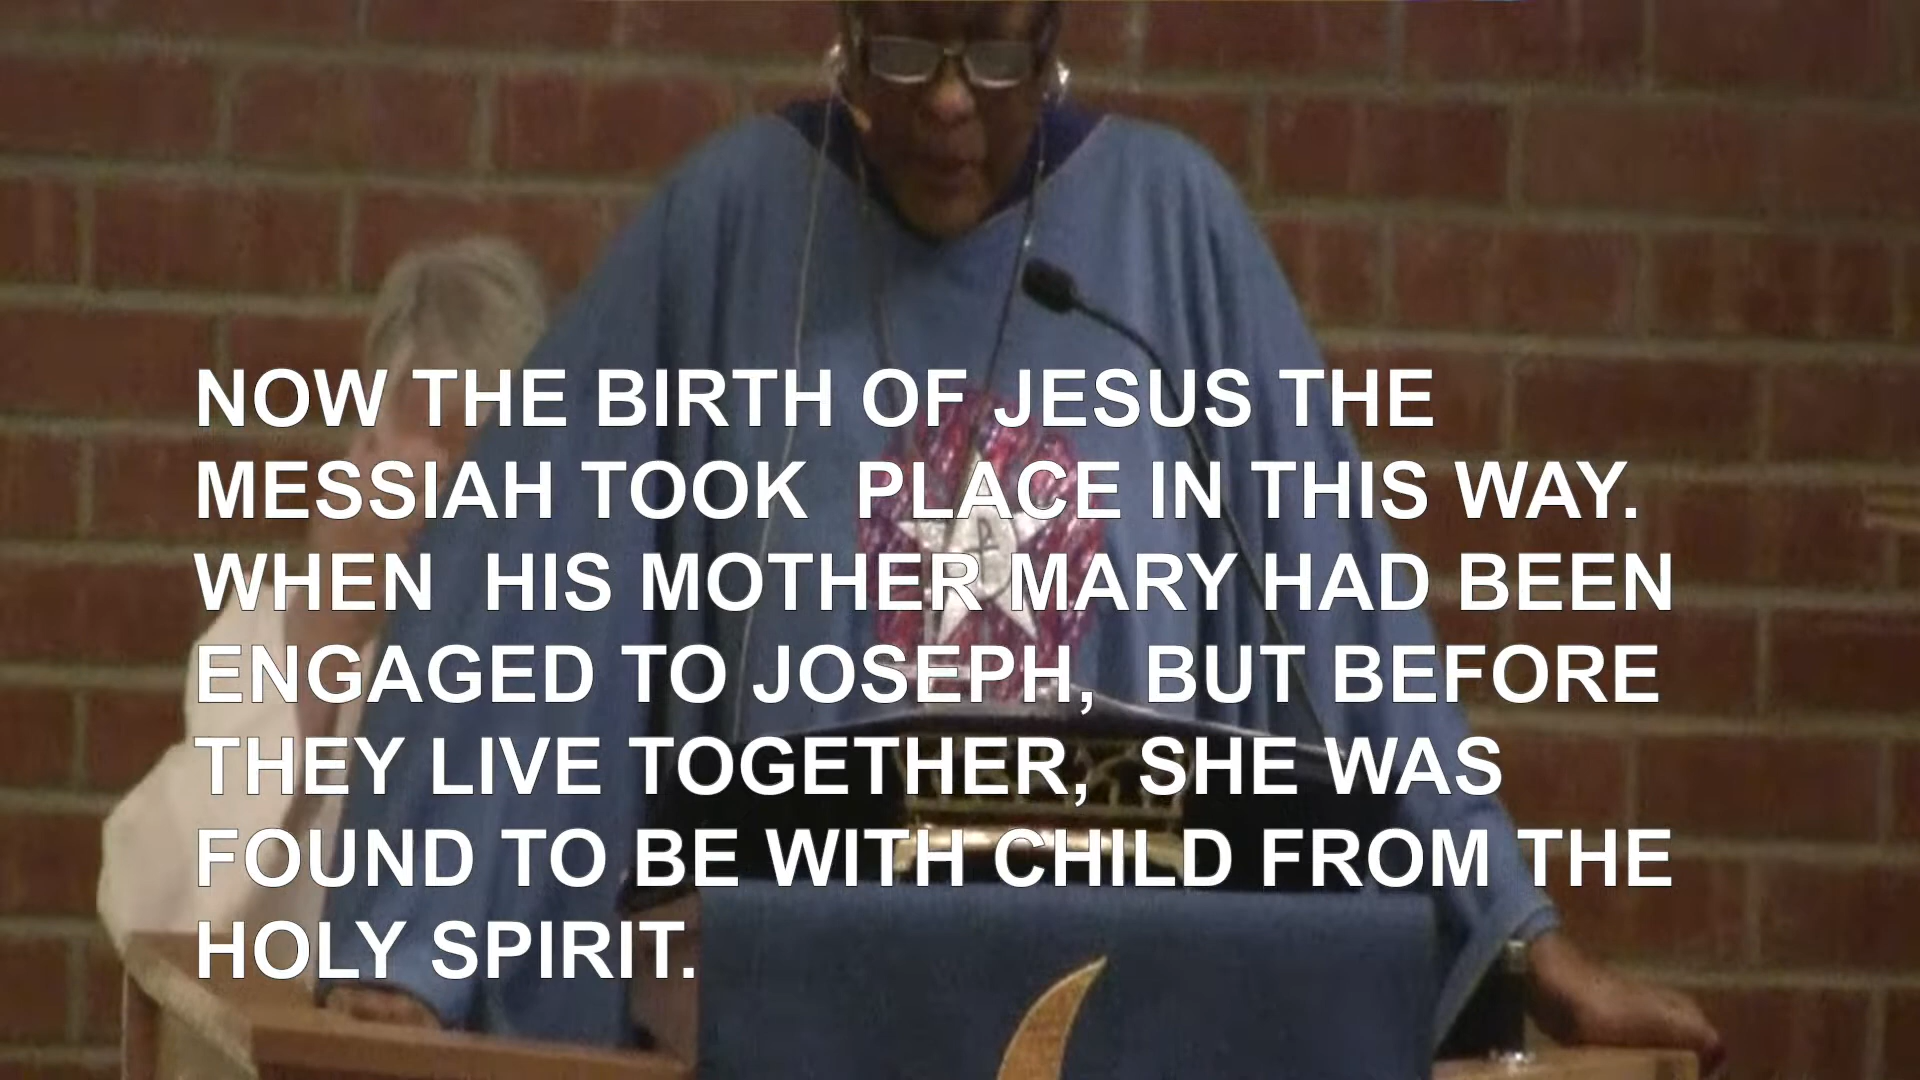 NOW THE BIRTH OF JESUS THE
MESSIAH TOOK  PLACE IN THIS WAY.
WHEN  HIS MOTHER MARY HAD BEEN
ENGAGED TO JOSEPH,  BUT BEFORE
THEY LIVE TOGETHER,  SHE WAS
FOUND TO BE WITH CHILD FROM THE
HOLY SPIRIT.